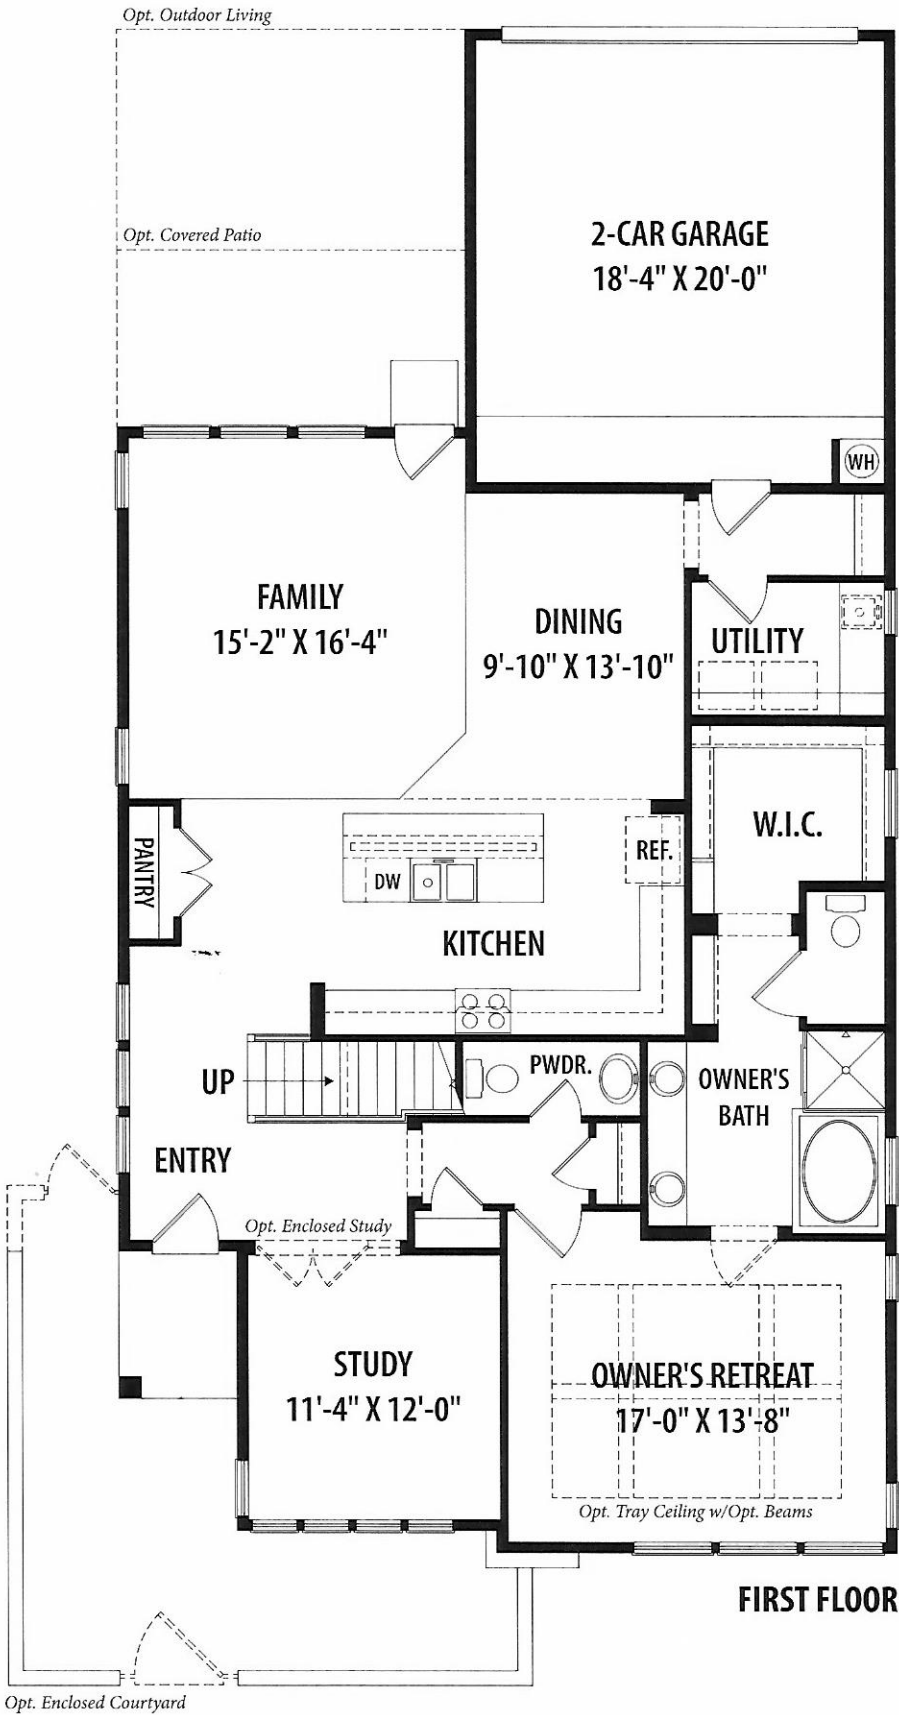 Opt. Outdoor Living
Opt. Covered Patio
2-CAR GARAGE
18'-4" X 20'-0"
WH
FAMILY
15'-2" X 16'-4"
DINING
9'-10" X 13'-10"
UTILITY
W.I.C.
PANTRY
REF.
DW
KITCHEN
UP
PWDR.
OWNER'S
BATH
ENTRY
Opt. Enclosed Study
STUDY
11'-4" X 12'-0"
OWNER'S RETREAT
17'-0" X 13'-8"
Opt. Tray Ceiling w/Opt. Beams
FIRST FLOOR
Opt. Enclosed Courtyard